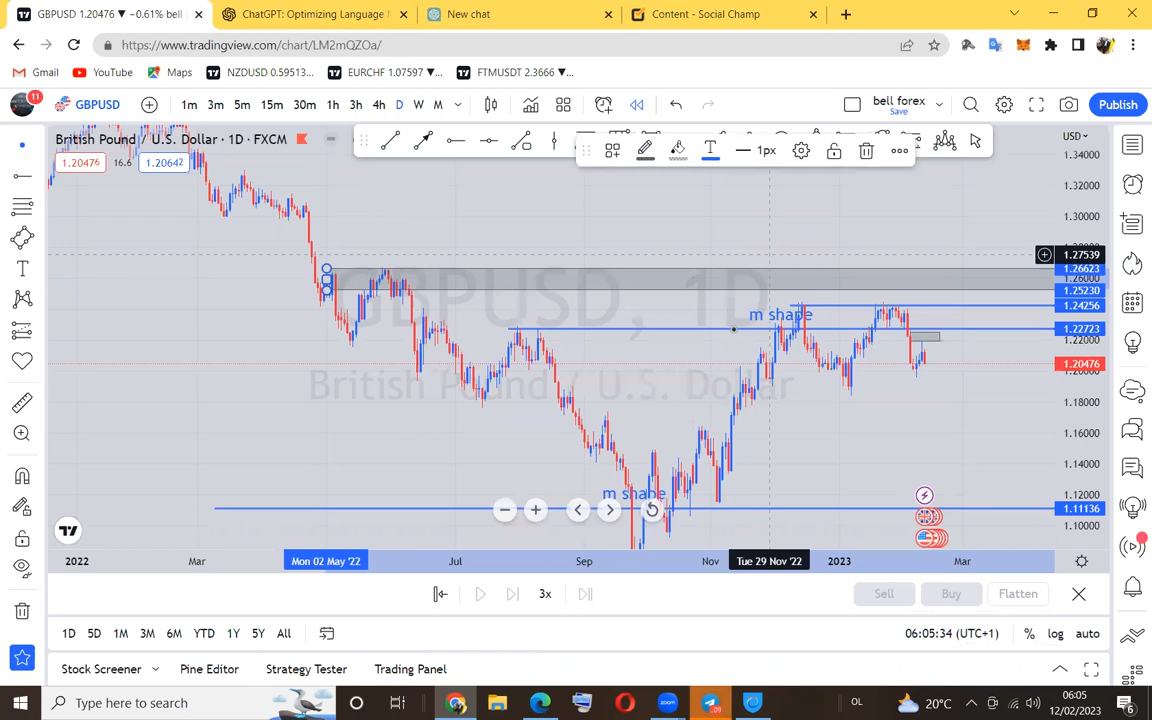 GBPUSD 1.20476 ▼ −0.61% bell
ChatGPT: Optimizing Language
New chat
Content - Social Champ
https://www.tradingview.com/chart/LM2mQZOa/
Gmail
YouTube
Maps
NZDUSD 0.59513...
EURCHF 1.07597 ▼...
FTMUSDT 2.3666 ▼...
11
GBPUSD
1m 3m 5m 15m 30m 1h 3h 4h D W M
bell forex
Save
Publish
British Pound / U.S. Dollar · 1D · FXCM
1.20476
16.6
1.20642
1px
USD
1.34000
1.32000
1.30000
1.27539
1.26623
1.26000
1.25230
1.24256
1.22723
1.22000
1.20476
1.18000
1.16000
1.14000
1.12000
1.11136
1.10000
GBPUSD, 1D
British Pound / U.S. Dollar
m shape
m shape
2022
Mar
Mon 02 May '22
Jul
Sep
Nov
Tue 29 Nov '22
2023
Mar
3x
Sell
Buy
Flatten
1D 5D 1M 3M 6M YTD 1Y 5Y All
06:05:34 (UTC+1)
%
log
auto
Stock Screener
Pine Editor
Strategy Tester
Trading Panel
Type here to search
zoom
OL
20°C
06:05
12/02/2023
6